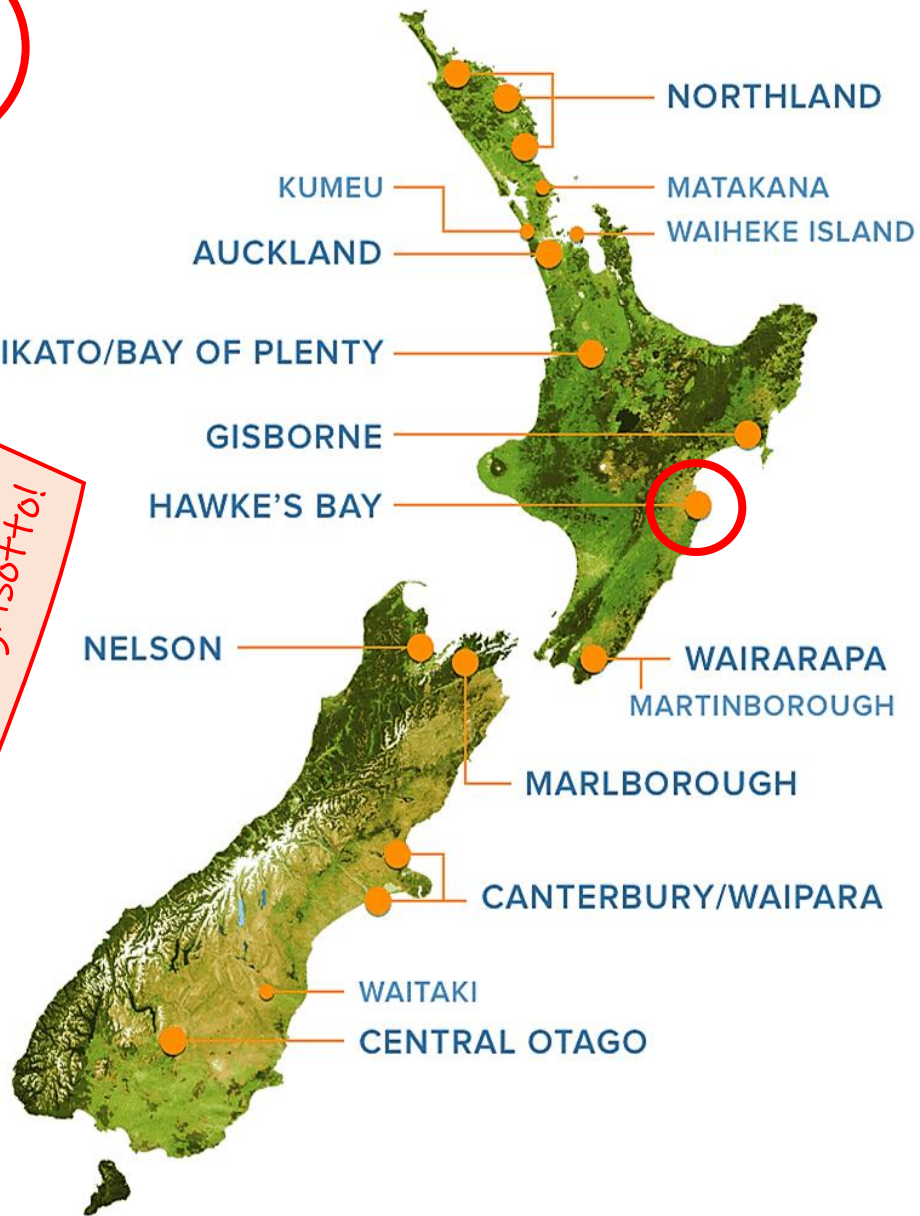 NORTHLAND
KUMEU
MATAKANA
WAIHEKE ISLAND
AUCKLAND
IKATO/BAY OF PLENTY
GISBORNE
HAWKE'S BAY
risotto!
NELSON
WAIRARAPA
MARTINBOROUGH
MARLBOROUGH
CANTERBURY/WAIPARA
WAITAKI
CENTRAL OTAGO